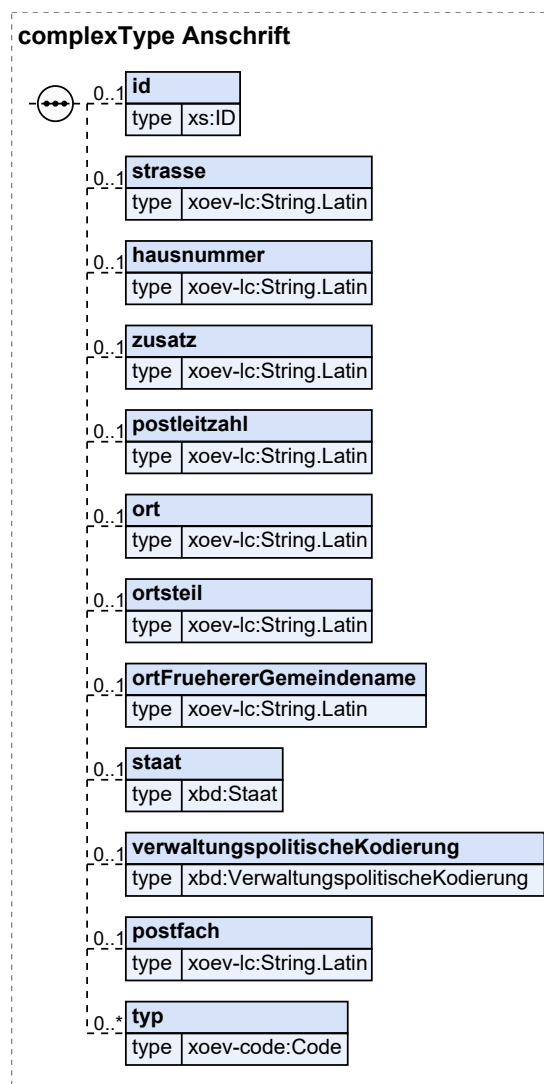 complexType Anschrift
0..1 id
type xs:ID
0..1 strasse
type xoev-lc:String.Latin
0..1 hausnummer
type xoev-lc:String.Latin
0..1 zusatz
type xoev-lc:String.Latin
0..1 postleitzahl
type xoev-lc:String.Latin
0..1 ort
type xoev-lc:String.Latin
0..1 ortsteil
type xoev-lc:String.Latin
0..1 ortFruehererGemeindename
type xoev-lc:String.Latin
0..1 staat
type xbd:Staat
0..1 verwaltungspolitischeKodierung
type xbd:VerwaltungspolitischeKodierung
0..1 postfach
type xoev-lc:String.Latin
0..* typ
type xoev-code:Code